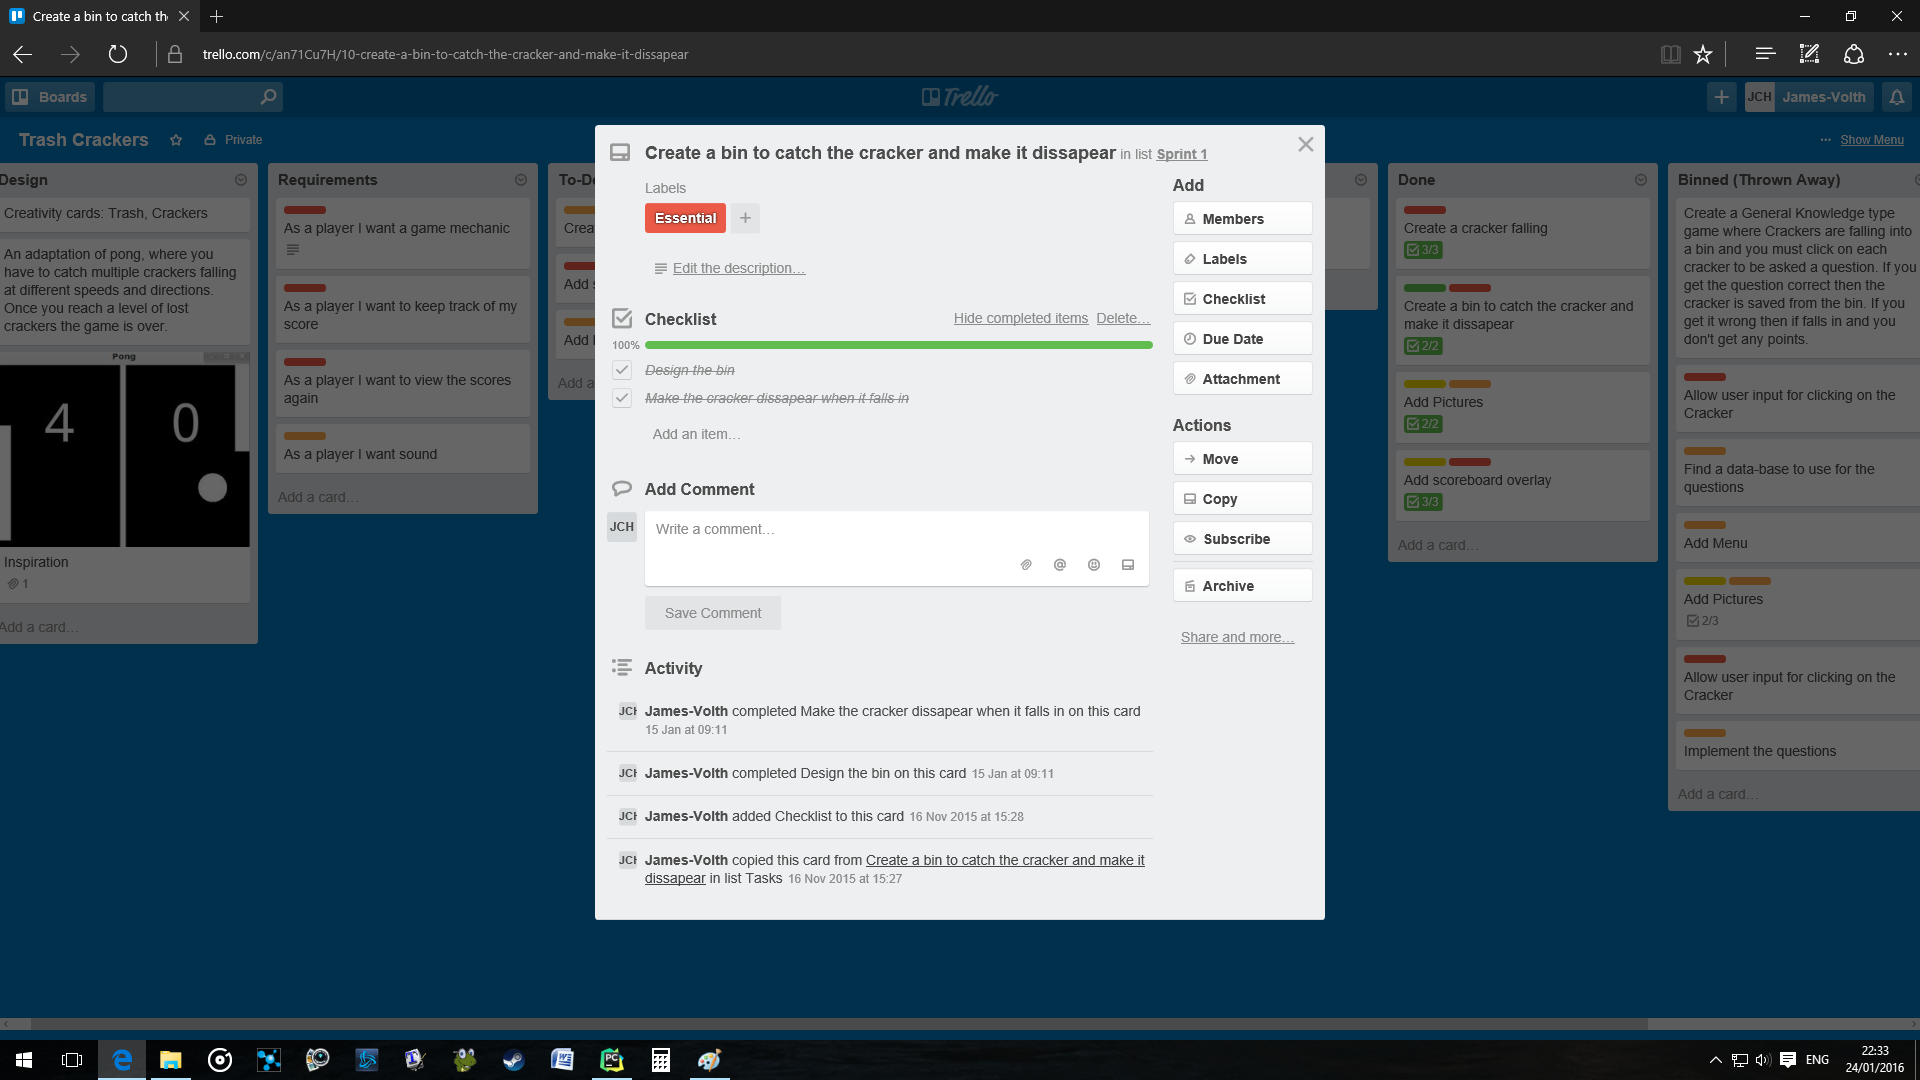 Create a bin to catch th
trello.com/c/an71Cu7H/10-create-a-bin-to-catch-the-cracker-and-make-it-dissapear
Boards
Trello
JCH James-Volth
Trash Crackers
Private
Show Menu
Design
Creativity cards: Trash, Crackers
An adaptation of pong, where you
have to catch multiple crackers falling
at different speeds and directions.
Once you reach a level of lost
crackers the game is over.
Pong
4 0
Inspiration
1
Add a card…
Requirements
As a player I want a game mechanic
As a player I want to keep track of my
score
As a player I want to view the scores
again
As a player I want sound
Add a card…
To-D
Crea
Add
Add
Add a
Create a bin to catch the cracker and make it dissapear in list Sprint 1
Labels
Essential +
Edit the description…
Checklist
Hide completed items Delete…
100%
Design the bin
Make the cracker dissapear when it falls in
Add an item…
Add Comment
JCH
Write a comment…
Save Comment
Activity
JCH James-Volth completed Make the cracker dissapear when it falls in on this card
15 Jan at 09:11
JCH James-Volth completed Design the bin on this card 15 Jan at 09:11
JCH James-Volth added Checklist to this card 16 Nov 2015 at 15:28
JCH James-Volth copied this card from Create a bin to catch the cracker and make it
dissapear in list Tasks 16 Nov 2015 at 15:27
Add
Members
Labels
Checklist
Due Date
Attachment
Actions
Move
Copy
Subscribe
Archive
Share and more…
Done
Create a cracker falling
3/3
Create a bin to catch the cracker and
make it dissapear
2/2
Add Pictures
2/2
Add scoreboard overlay
3/3
Add a card…
Binned (Thrown Away)
Create a General Knowledge type
game where Crackers are falling into
a bin and you must click on each
cracker to be asked a question. If you
get the question correct then the
cracker is saved from the bin. If you
get it wrong then if falls in and you
don't get any points.
Allow user input for clicking on the
Cracker
Find a data-base to use for the
questions
Add Menu
Add Pictures
2/3
Allow user input for clicking on the
Cracker
Implement the questions
Add a card…
ENG
22:33
24/01/2016